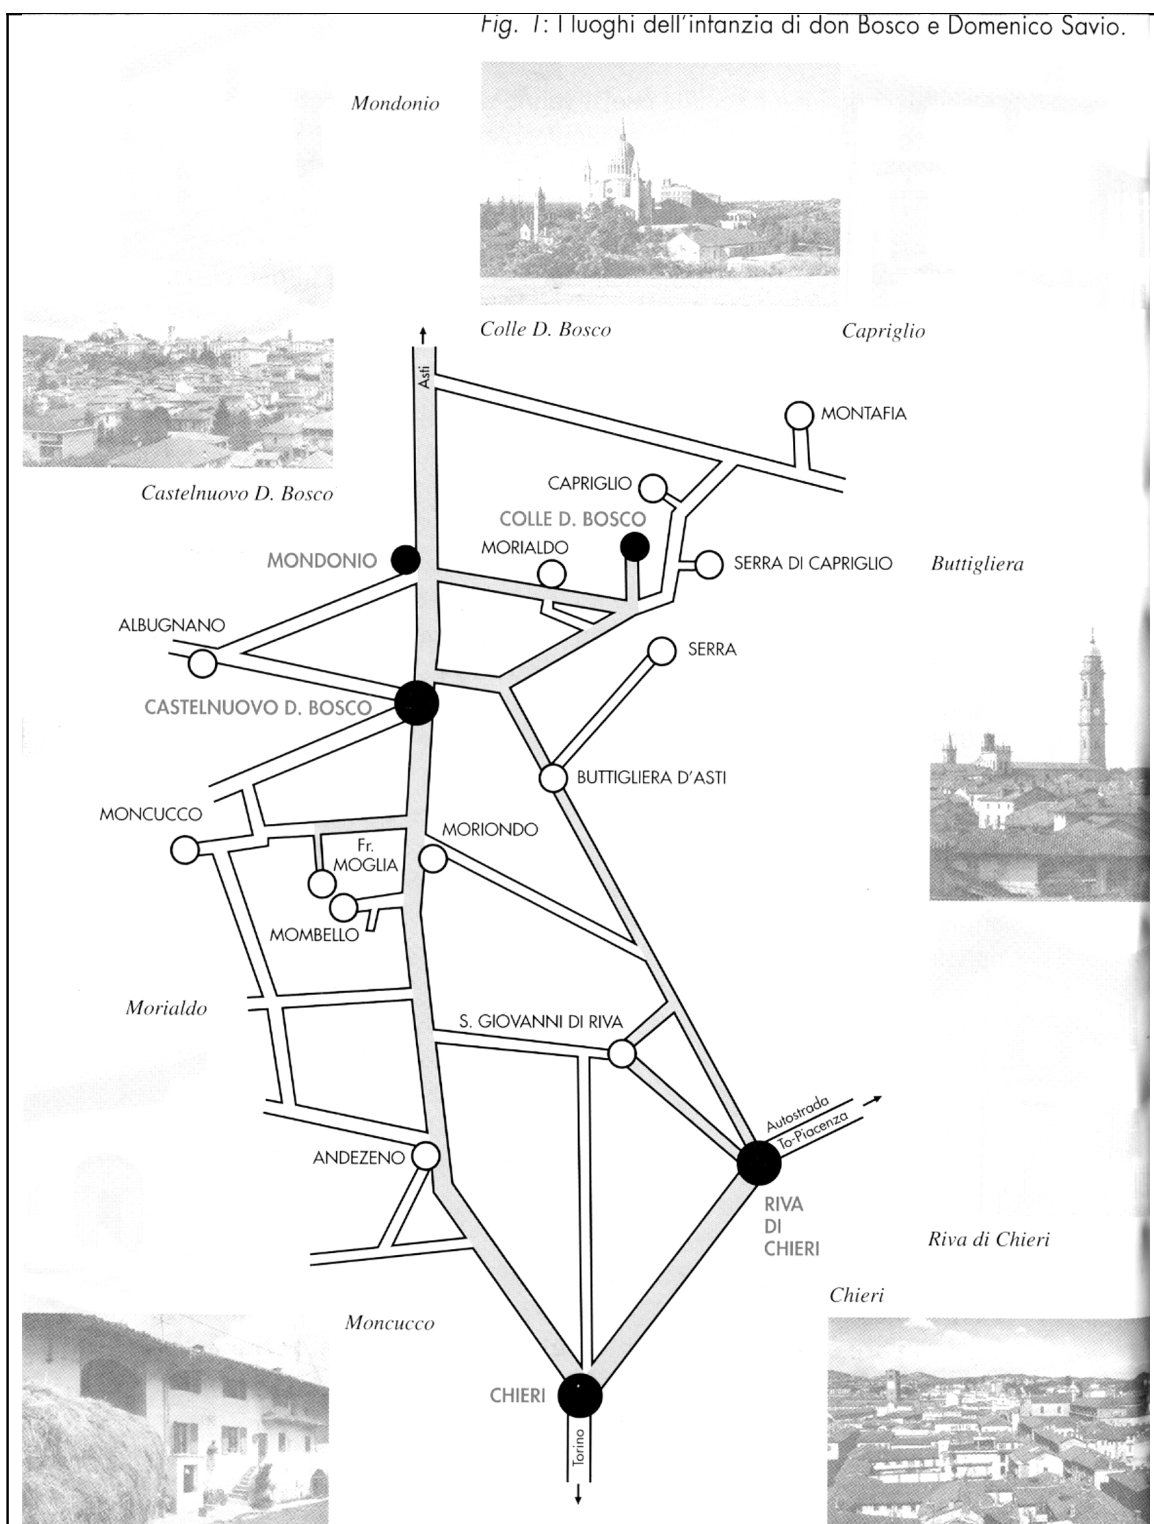 Fig. 1: I luoghi dell'infanzia di don Bosco e Domenico Savio.
Mondonio
Colle D. Bosco
Capriglio
Asti
MONTAFIA
Castelnuovo D. Bosco
CAPRIGLIO
COLLE D. BOSCO
MORIALDO
MONDONIO
SERRA DI CAPRIGLIO
Buttigliera
ALBUGNANO
SERRA
CASTELNUOVO D. BOSCO
BUTTIGLIERA D'ASTI
MONCUCCO
MORIONDO
Fr.
MOGLIA
MOMBELLO
Morialdo
S. GIOVANNI DI RIVA
Autostrada
To-Piacenza
ANDEZENO
RIVA
DI
CHIERI
Riva di Chieri
Chieri
Moncucco
CHIERI
Torino